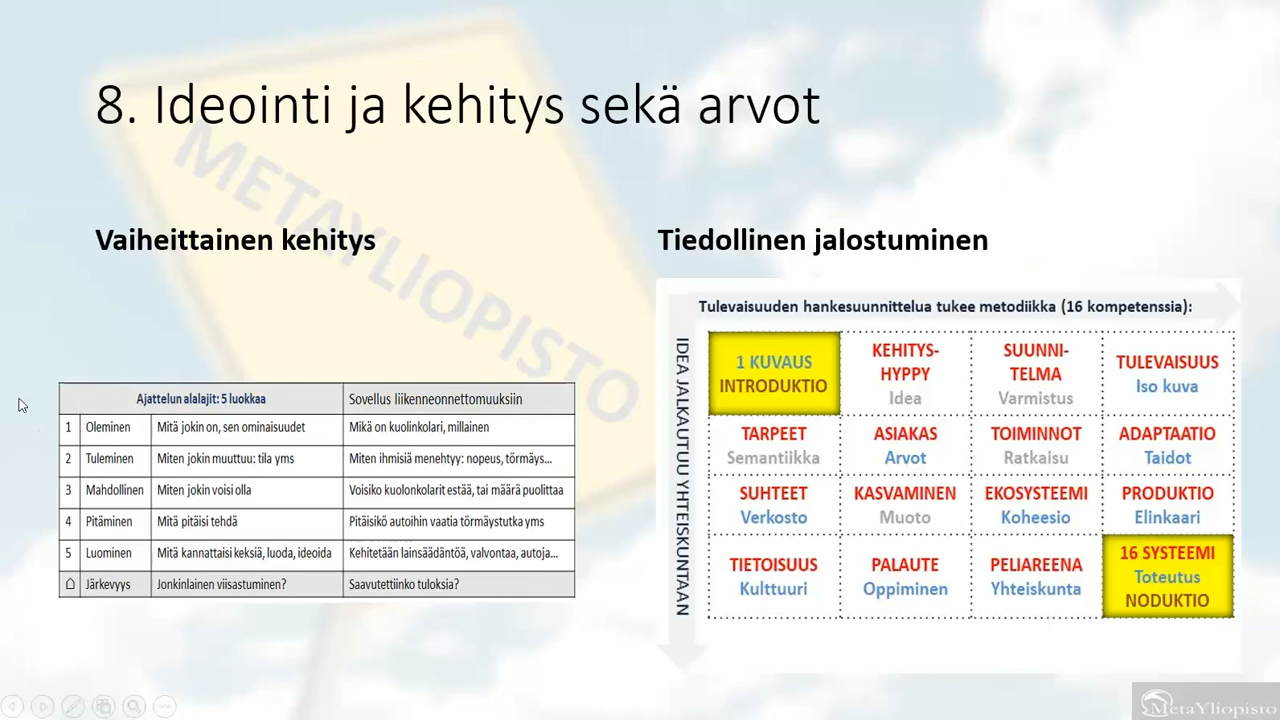 8. Ideointi ja kehitys sekä arvot
METAYLIOPISTO
Vaiheittainen kehitys
Ajattelun alalajit: 5 luokkaa Sovellus liikenneonnettomuuksiin
1 Oleminen Mitä jokin on, sen ominaisuudet Mikä on kuolinkolari, millainen
2 Tuleminen Miten jokin muuttuu: tila yms Miten ihmisiä menehtyy: nopeus, törmäys...
3 Mahdollinen Miten jokin voisi olla Voisiko kuolonkolarit estää, tai määrä puolittaa
4 Pitäminen Mitä pitäisi tehdä Pitäisikö autoihin vaatia törmäystutka yms
5 Luominen Mitä kannattaisi keksiä, luoda, ideoida Kehitetään lainsäädäntöä, valvontaa, autoja...
Järkevyys Jonkinlainen viisastuminen? Saavutettiinko tuloksia?
Tiedollinen jalostuminen
Tulevaisuuden hankesuunnittelua tukee metodiikka (16 kompetenssia):
IDEA JALKAUTUU YHTEISKUNTAAN
1 KUVAUS
INTRODUKTIO
KEHITYS-
HYPPY
Idea
SUUNNI-
TELMA
Varmistus
TULEVAISUUS
Iso kuva
TARPEET
Semantiikka
ASIAKAS
Arvot
TOIMINNOT
Ratkaisu
ADAPTAATIO
Taidot
SUHTEET
Verkosto
KASVAMINEN
Muoto
EKOSYSTEEMI
Koheesio
PRODUKTIO
Elinkaari
TIETOISUUS
Kulttuuri
PALAUTE
Oppiminen
PELIAREENA
Yhteiskunta
16 SYSTEEMI
Toteutus
NODUKTIO
MetaYliopisto